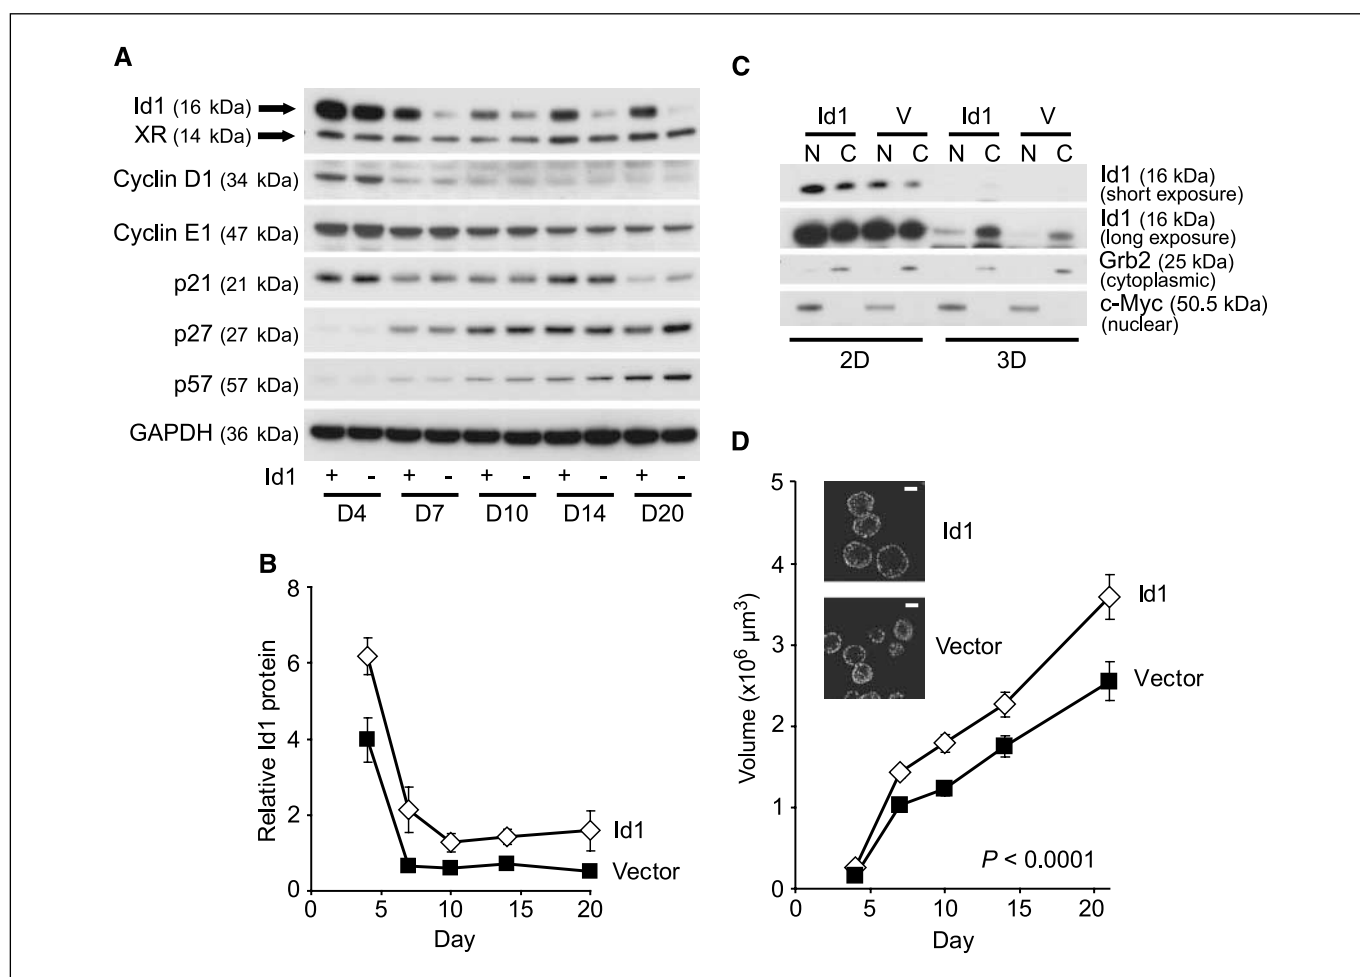 A
Id1 (16 kDa)
XR (14 kDa)
Cyclin D1 (34 kDa)
Cyclin E1 (47 kDa)
p21 (21 kDa)
p27 (27 kDa)
p57 (57 kDa)
GAPDH (36 kDa)
Id1 + - + - + - + - + -
D4 D7 D10 D14 D20
C
Id1 V Id1 V
N C N C N C N C
Id1 (16 kDa)
(short exposure)
Id1 (16 kDa)
(long exposure)
Grb2 (25 kDa)
(cytoplasmic)
c-Myc (50.5 kDa)
(nuclear)
2D 3D
B
Relative Id1 protein
8
6
4
2
0
0 5 10 15 20
Day
Id1
Vector
D
Volume (x10⁶ µm³)
5
4
3
2
1
0
0 5 10 15 20
Day
Id1
Vector
Id1
Vector
P < 0.0001